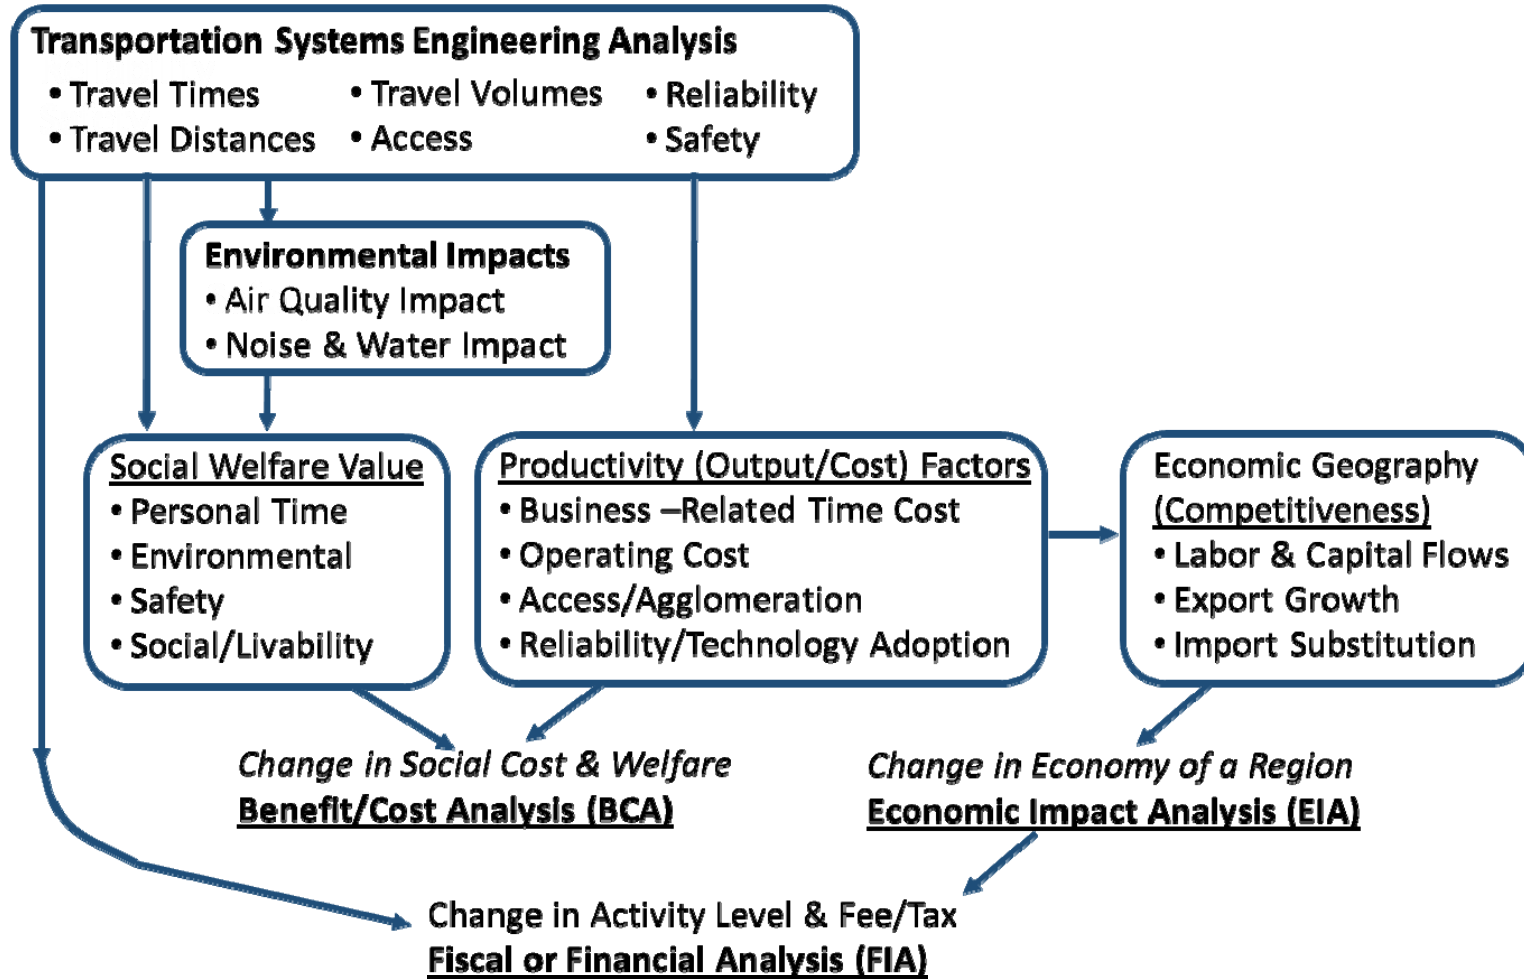 Transportation Systems Engineering Analysis
• Travel Times • Travel Volumes • Reliability
• Travel Distances • Access • Safety
Environmental Impacts
• Air Quality Impact
• Noise & Water Impact
Social Welfare Value
• Personal Time
• Environmental
• Safety
• Social/Livability
Productivity (Output/Cost) Factors
• Business –Related Time Cost
• Operating Cost
• Access/Agglomeration
• Reliability/Technology Adoption
Economic Geography
(Competitiveness)
• Labor & Capital Flows
• Export Growth
• Import Substitution
Change in Social Cost & Welfare
Benefit/Cost Analysis (BCA)
Change in Economy of a Region
Economic Impact Analysis (EIA)
Change in Activity Level & Fee/Tax
Fiscal or Financial Analysis (FIA)